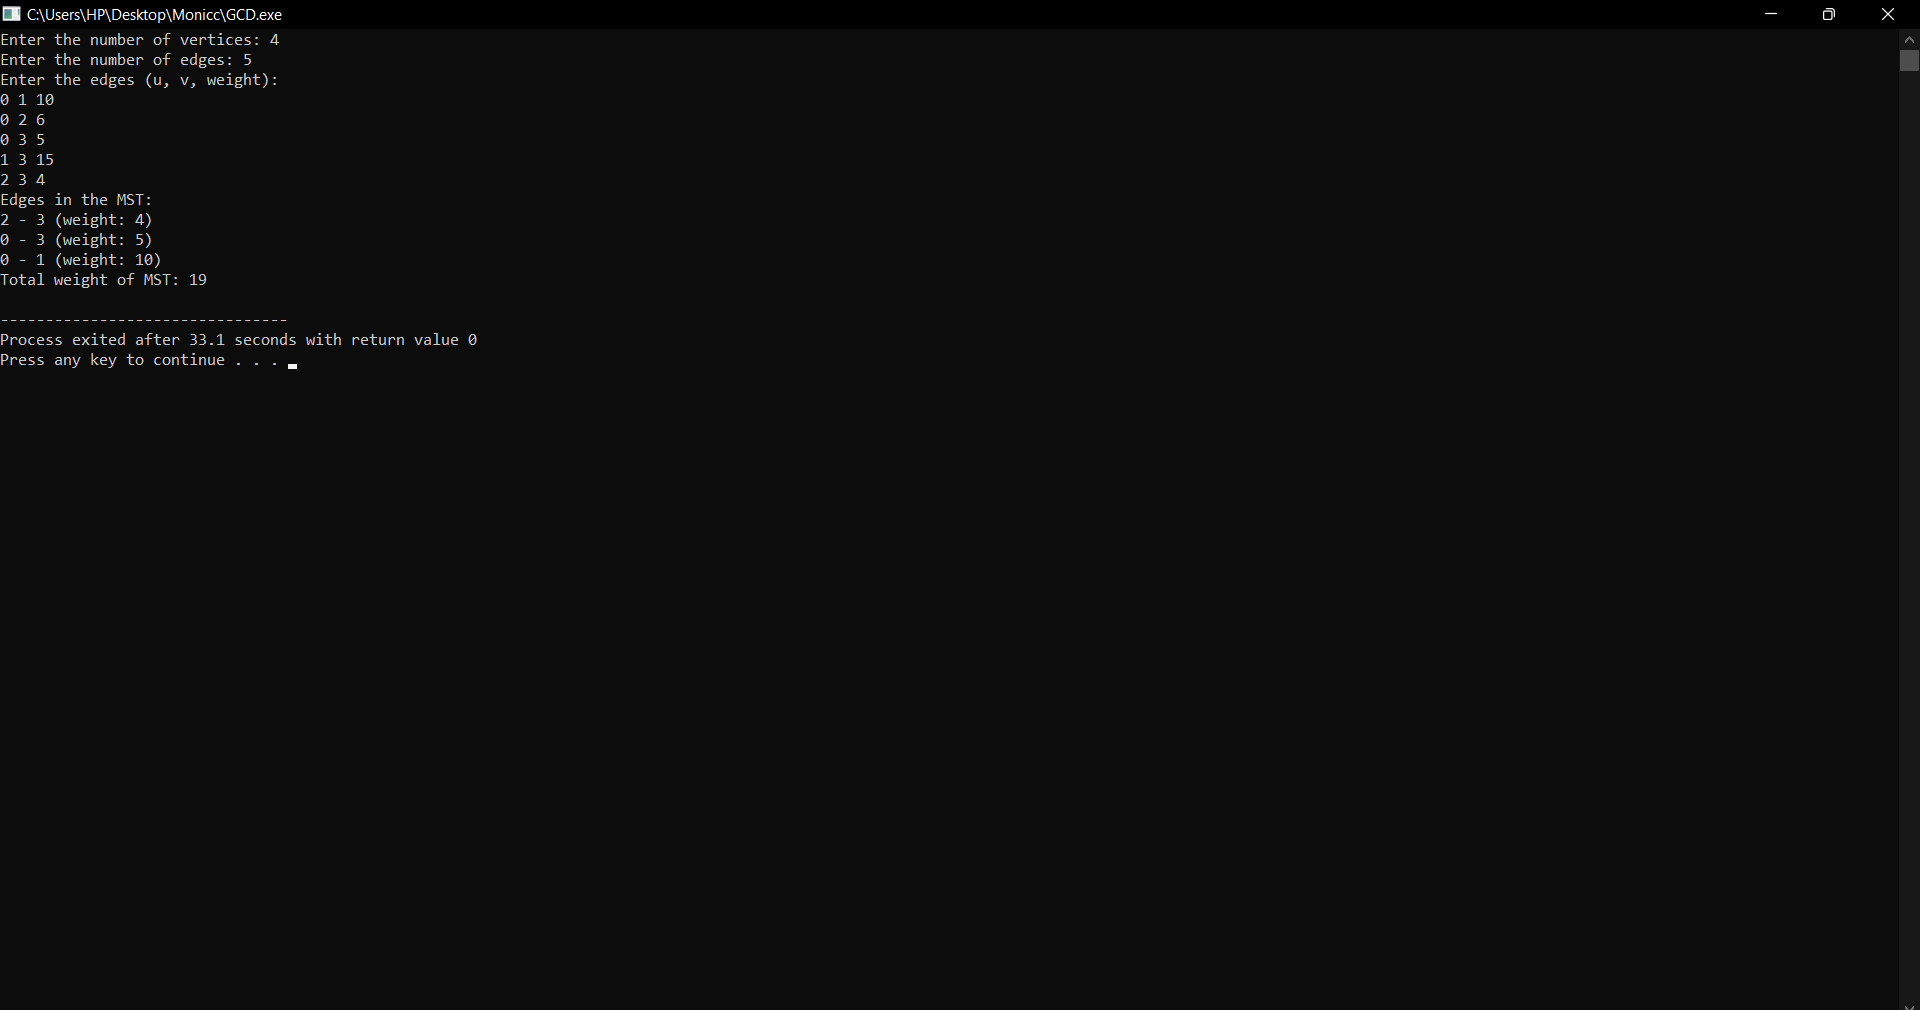 C:\Users\HP\Desktop\Monicc\GCD.exe
Enter the number of vertices: 4
Enter the number of edges: 5
Enter the edges (u, v, weight):
0 1 10
0 2 6
0 3 5
1 3 15
2 3 4
Edges in the MST:
2 - 3 (weight: 4)
0 - 3 (weight: 5)
0 - 1 (weight: 10)
Total weight of MST: 19
--------------------------------
Process exited after 33.1 seconds with return value 0
Press any key to continue . . .